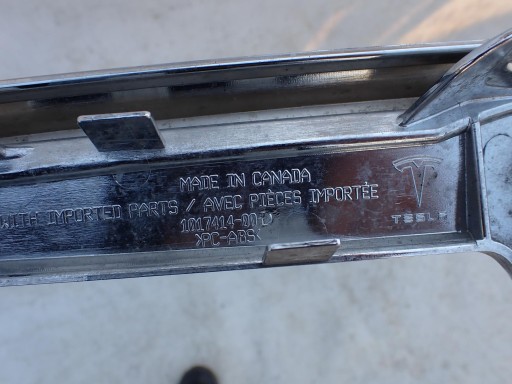 MADE IN CANADA
WITH IMPORTED PARTS / AVEC PIÈCES IMPORTÉE
1017414-00-D
>PC-ABS<
TESLA